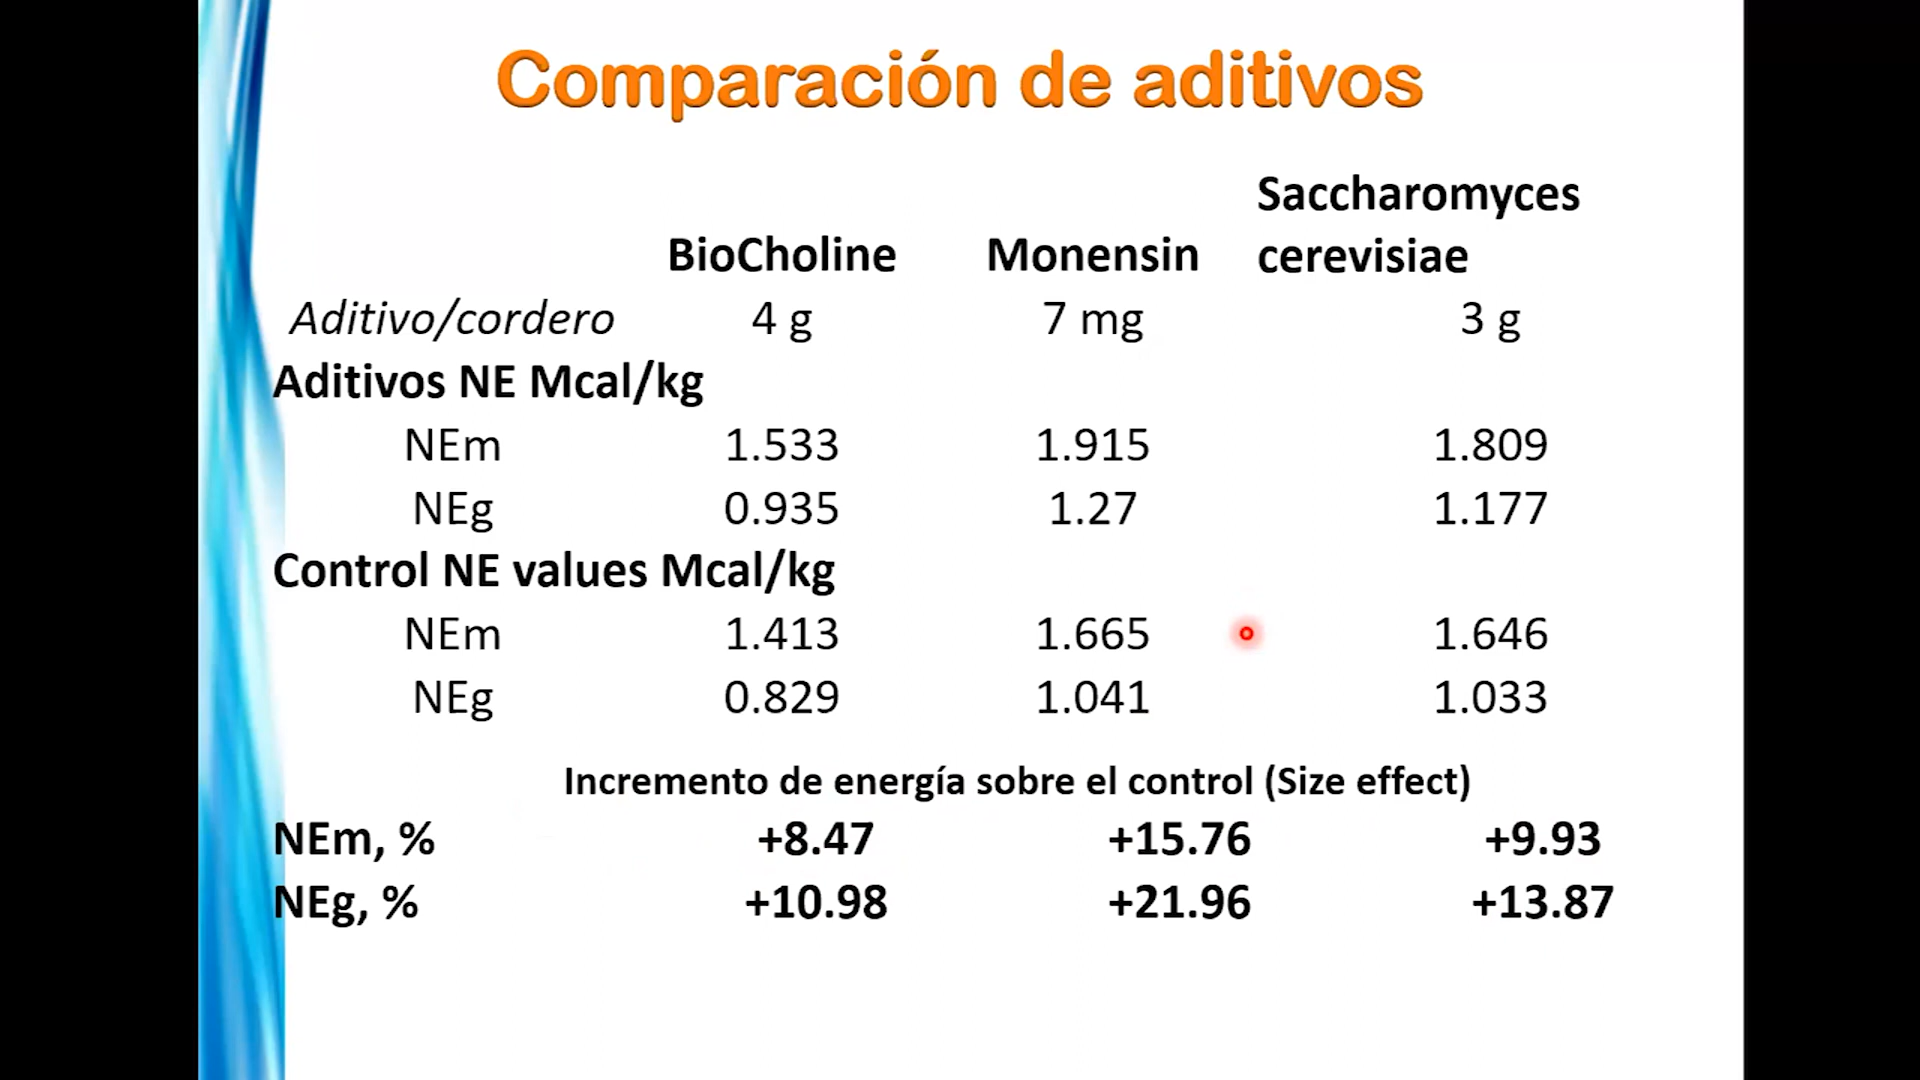 Comparación de aditivos
Saccharomyces
BioCholine Monensin cerevisiae
Aditivo/cordero 4 g 7 mg 3 g
Aditivos NE Mcal/kg
NEm 1.533 1.915 1.809
NEg 0.935 1.27 1.177
Control NE values Mcal/kg
NEm 1.413 1.665 1.646
NEg 0.829 1.041 1.033
Incremento de energía sobre el control (Size effect)
NEm, % +8.47 +15.76 +9.93
NEg, % +10.98 +21.96 +13.87